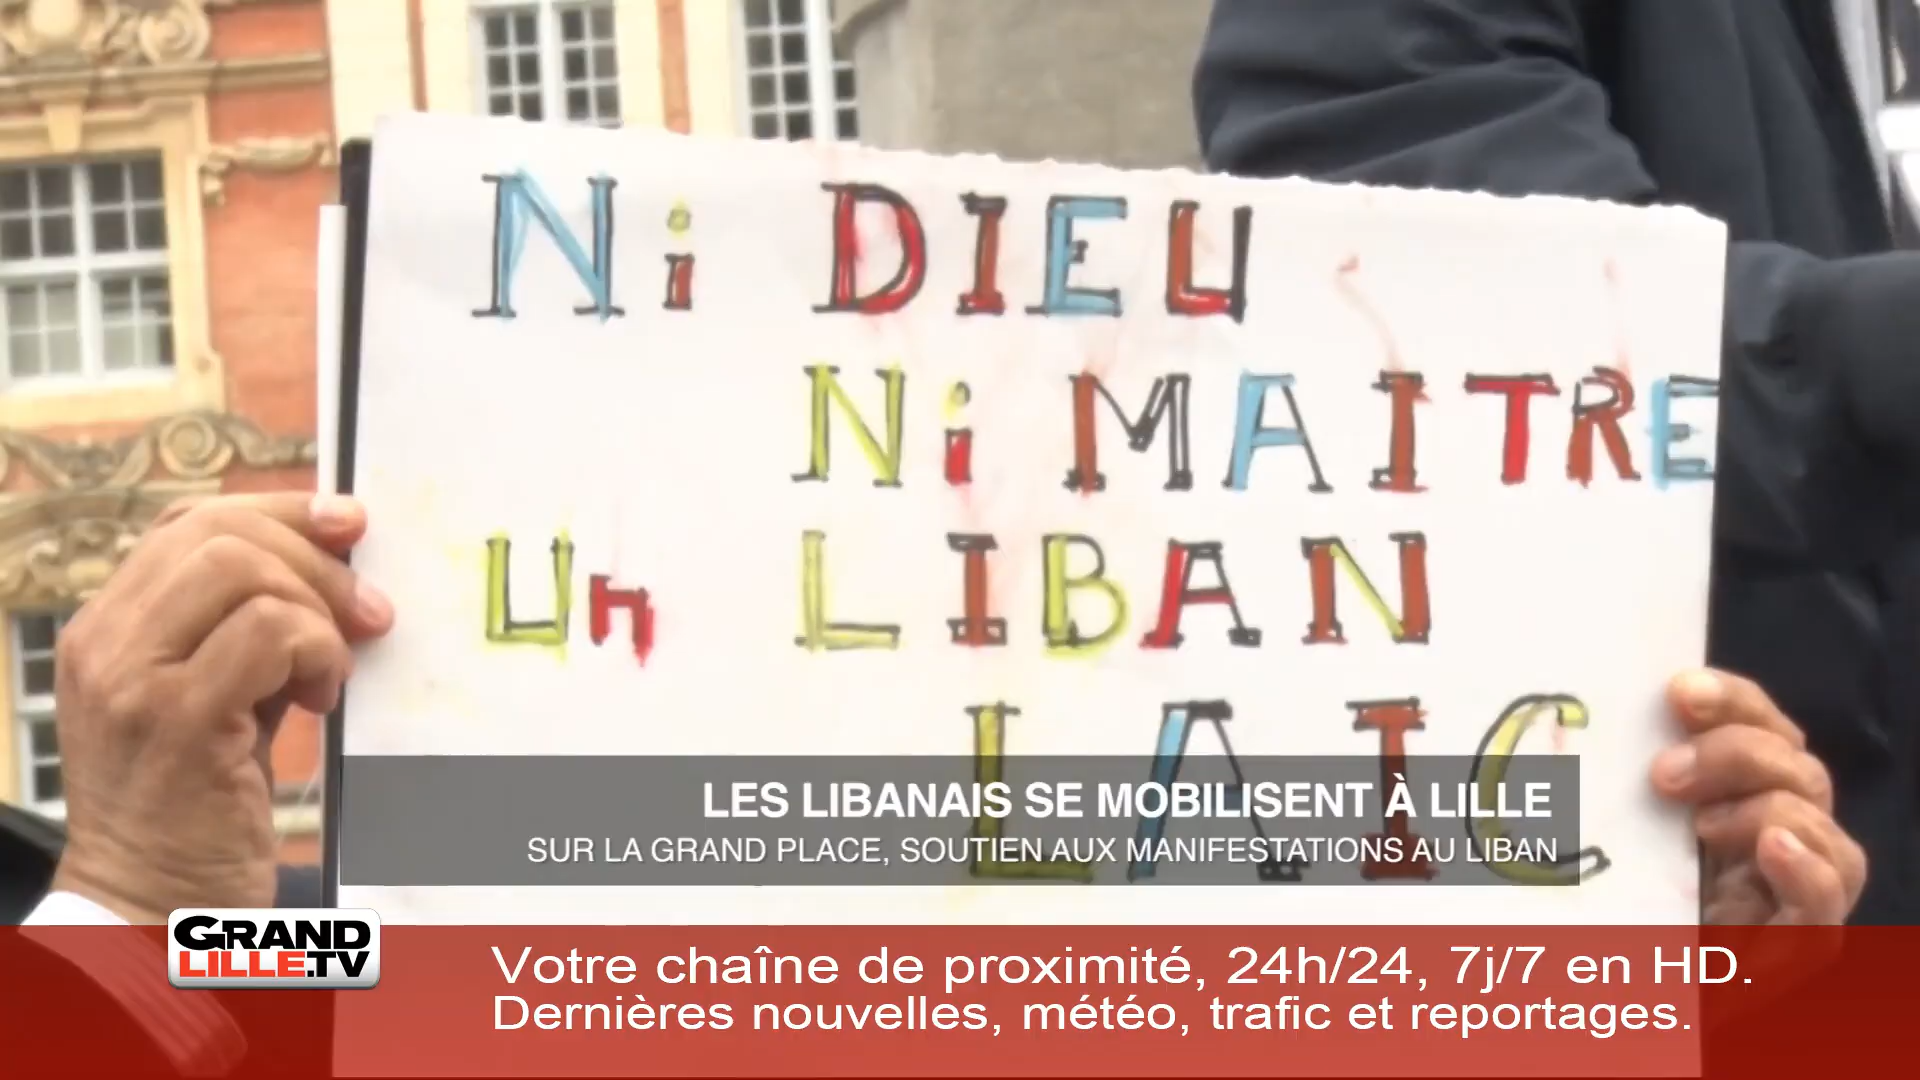 Ni DIEU
Ni MAITRE
Un LIBAN
LAIC
LES LIBANAIS SE MOBILISENT À LILLE
SUR LA GRAND PLACE, SOUTIEN AUX MANIFESTATIONS AU LIBAN
GRAND
LILLE.TV
Votre chaîne de proximité, 24h/24, 7j/7 en HD.
Dernières nouvelles, météo, trafic et reportages.